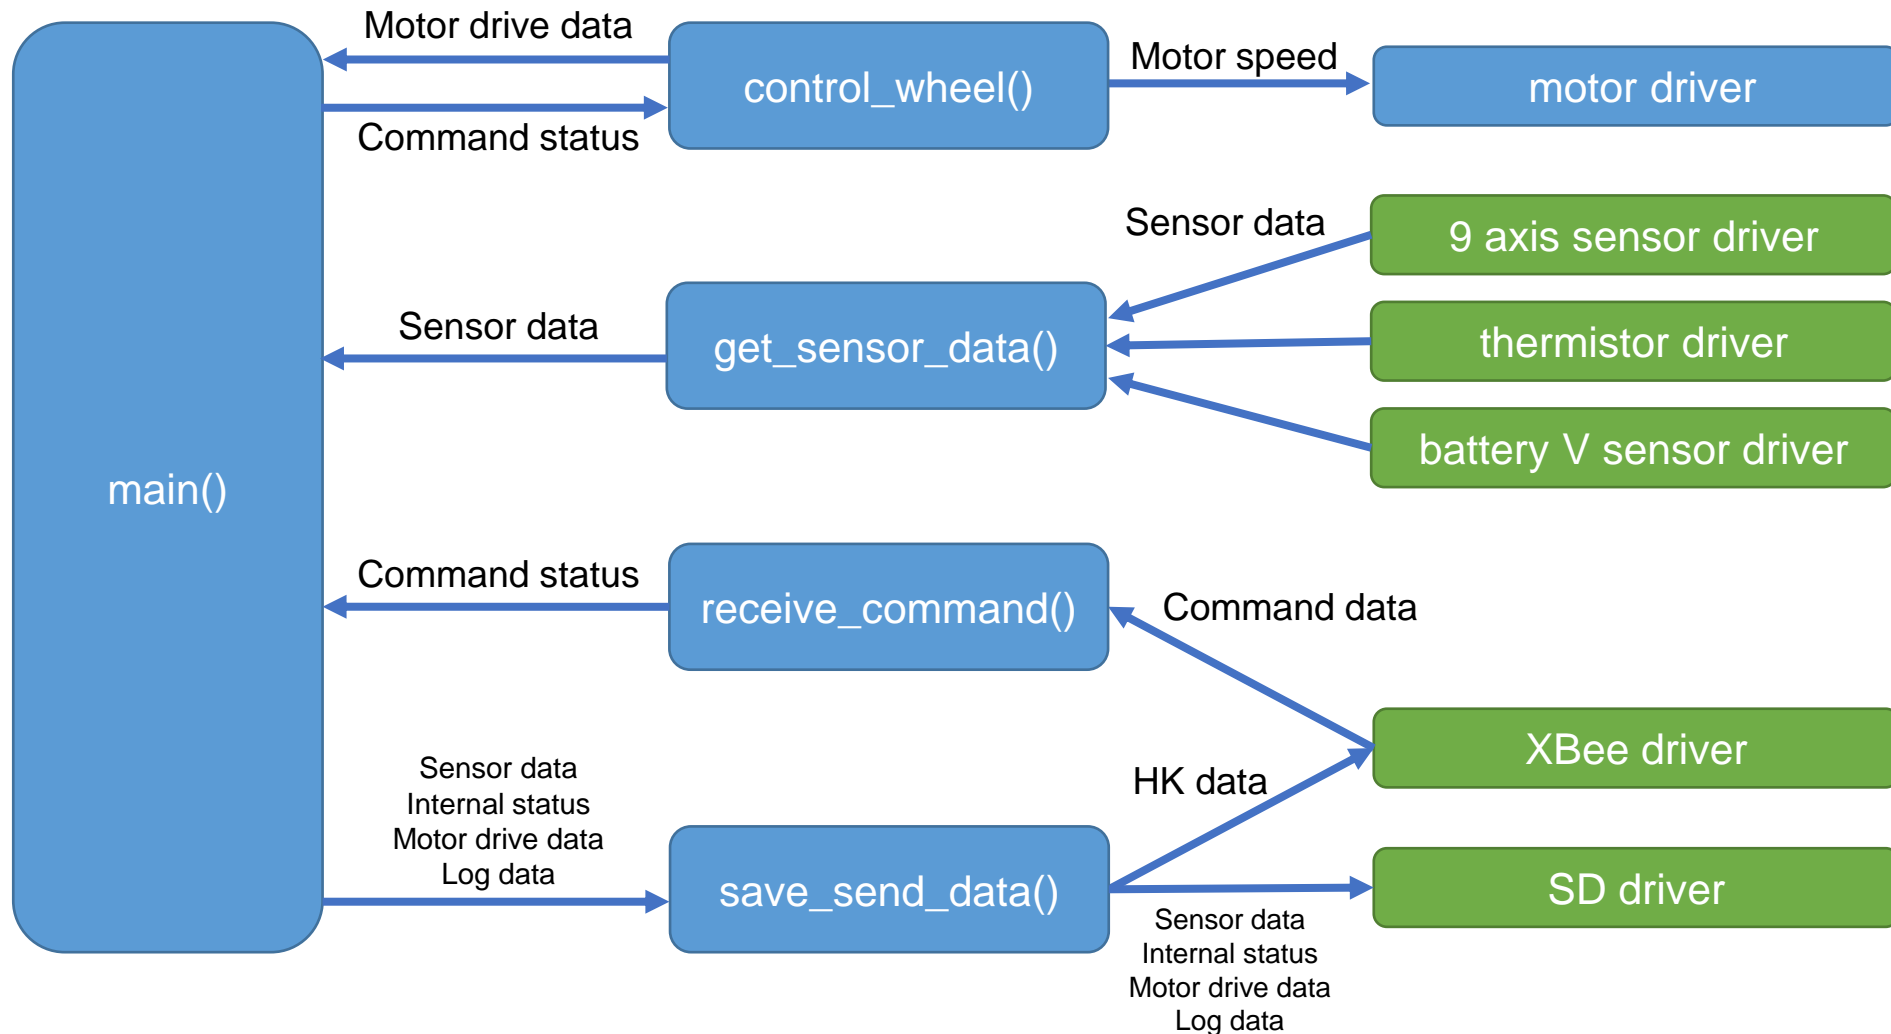 Motor drive data
control_wheel()
Motor speed
motor driver
Command status
Sensor data
9 axis sensor driver
Sensor data
get_sensor_data()
thermistor driver
battery V sensor driver
main()
Command status
receive_command()
Command data
XBee driver
Sensor data
Internal status
Motor drive data
Log data
HK data
save_send_data()
SD driver
Sensor data
Internal status
Motor drive data
Log data